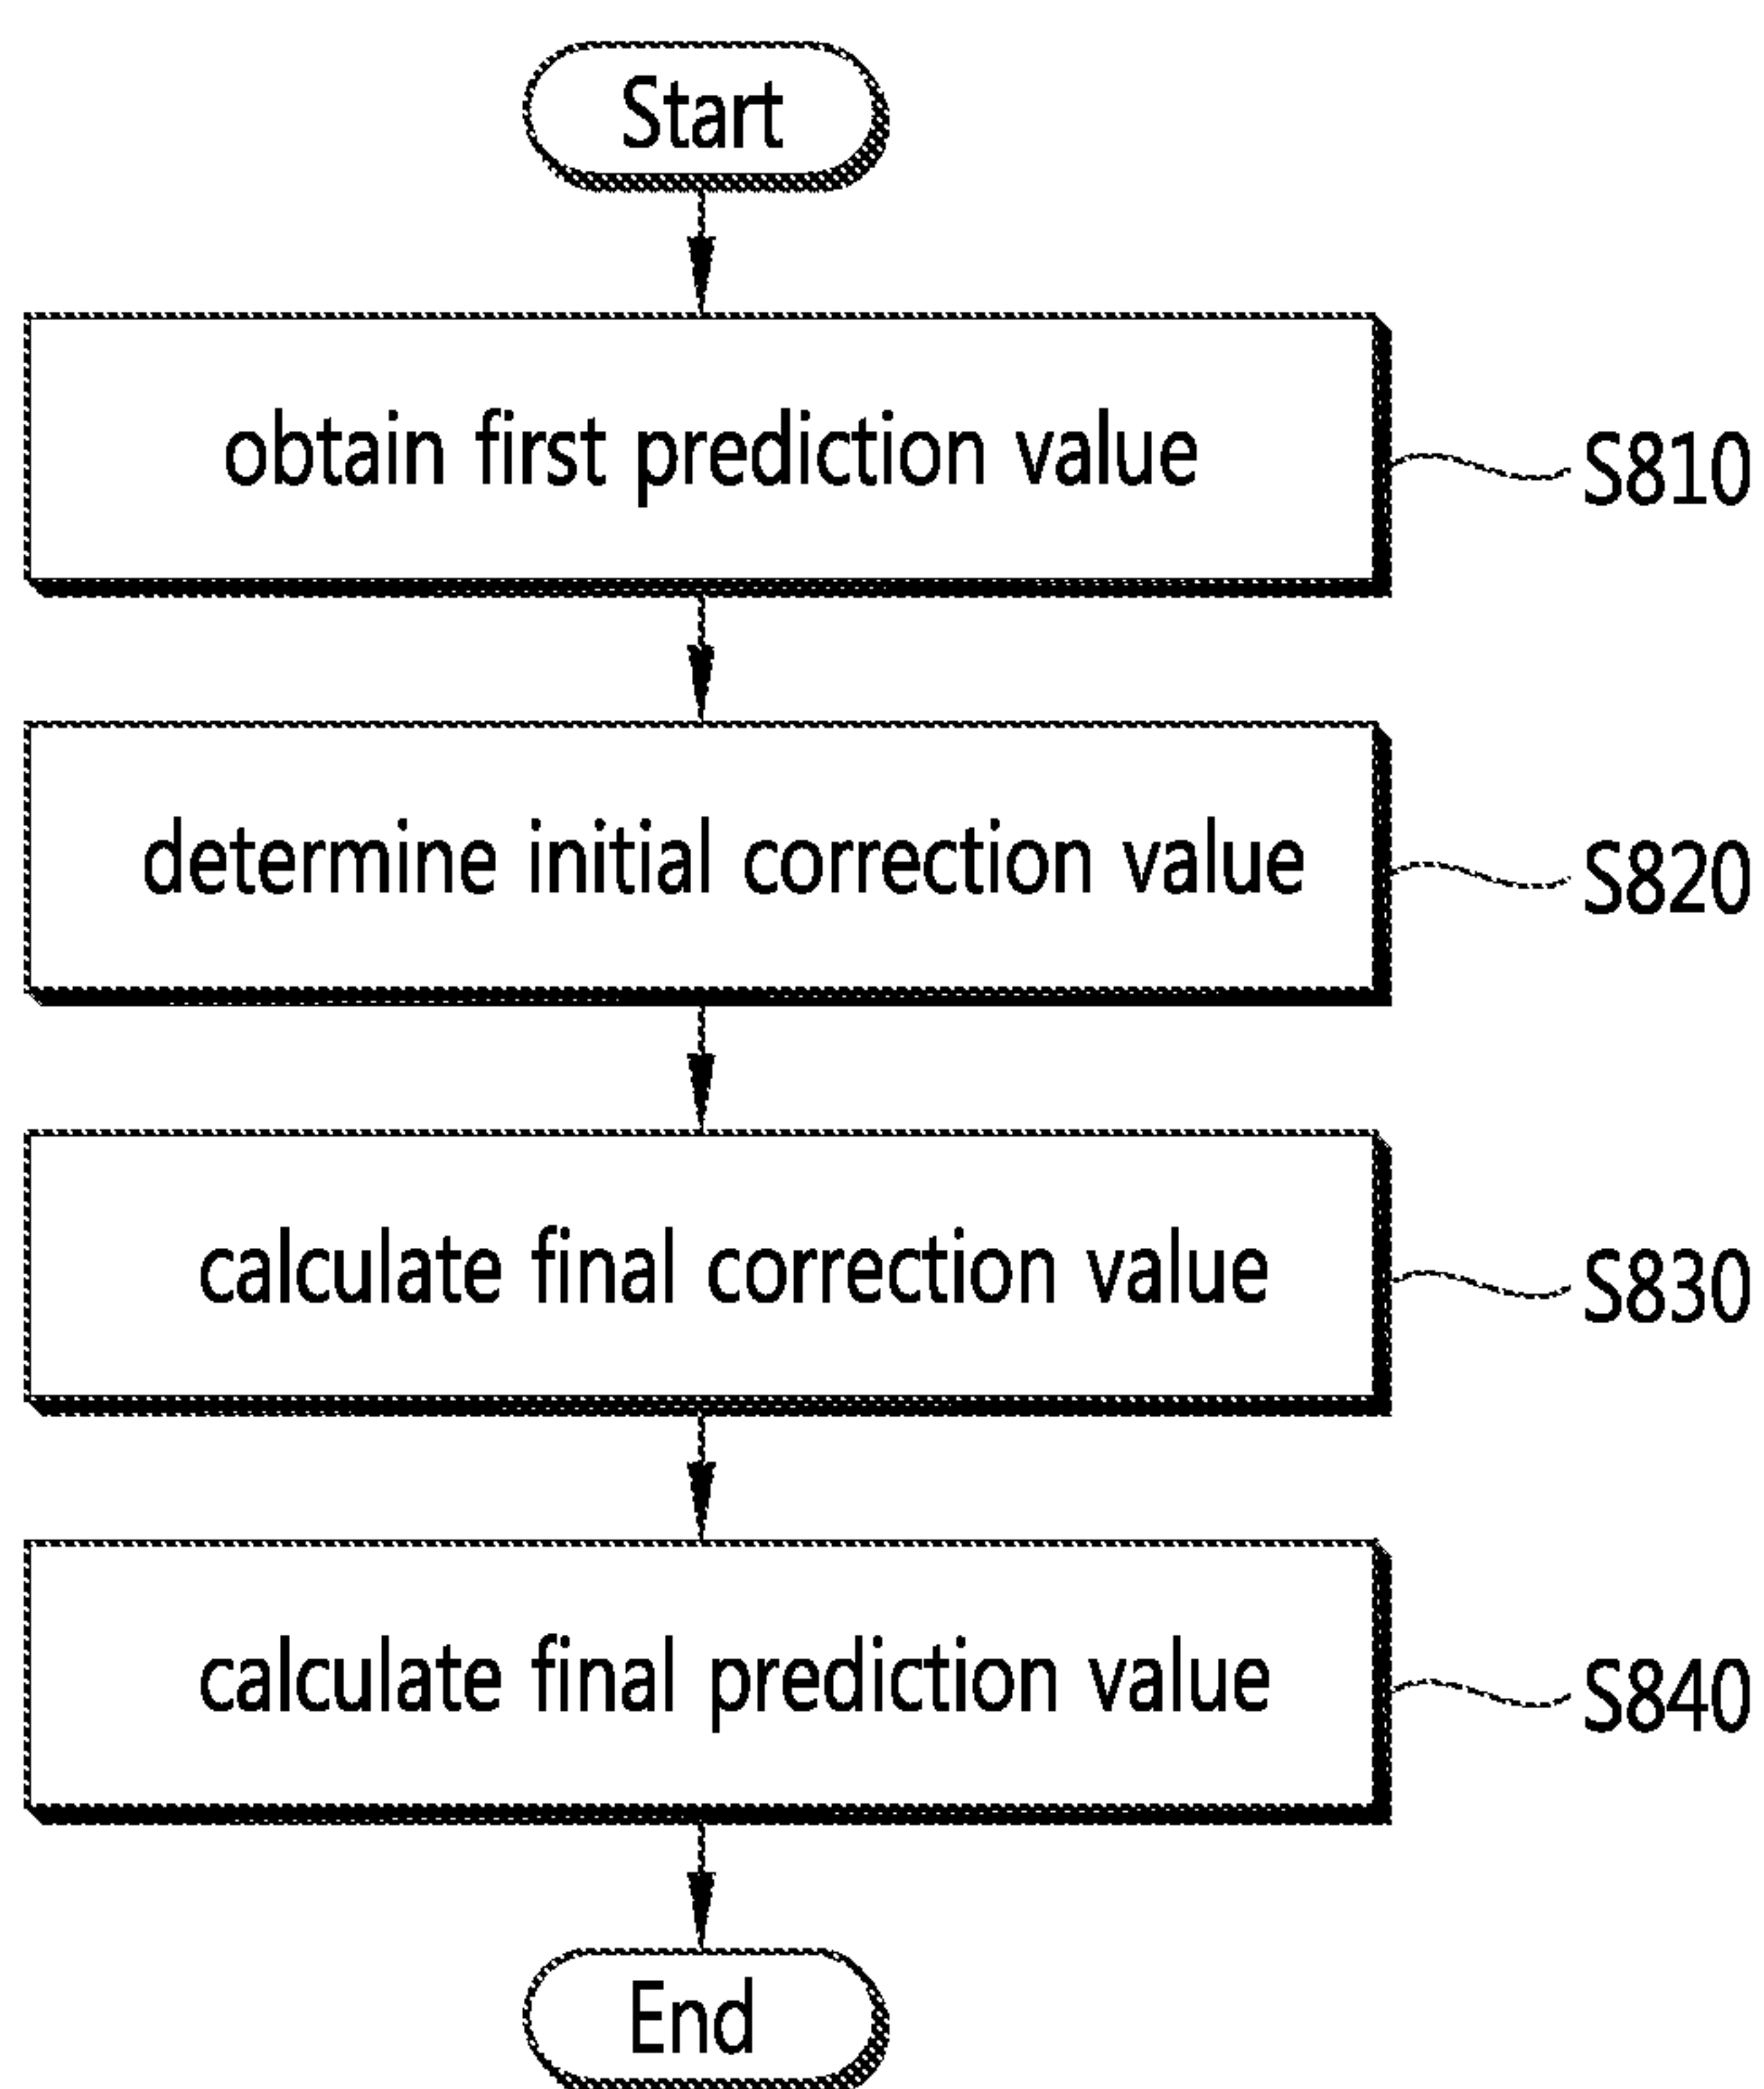 Start
obtain first prediction value
S810
determine initial correction value
S820
calculate final correction value
S830
calculate final prediction value
S840
End